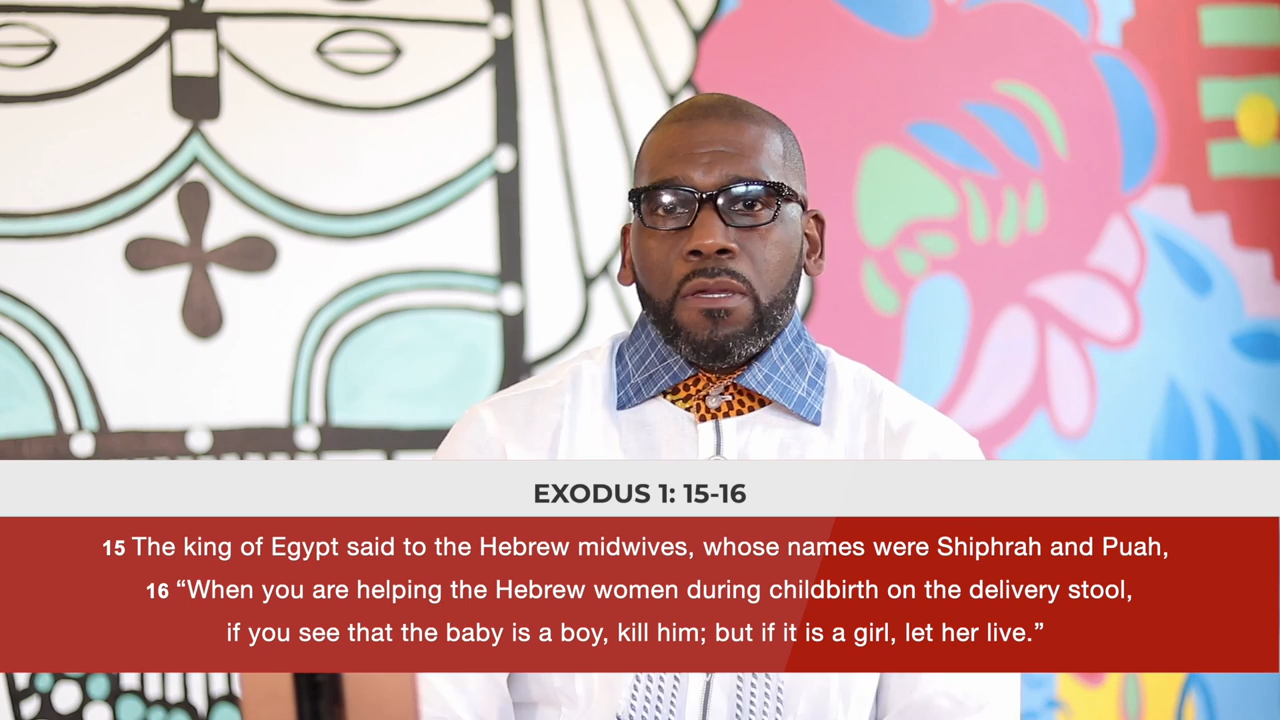 EXODUS 1: 15-16
15 The king of Egypt said to the Hebrew midwives, whose names were Shiphrah and Puah,
16 “When you are helping the Hebrew women during childbirth on the delivery stool,
if you see that the baby is a boy, kill him; but if it is a girl, let her live.”